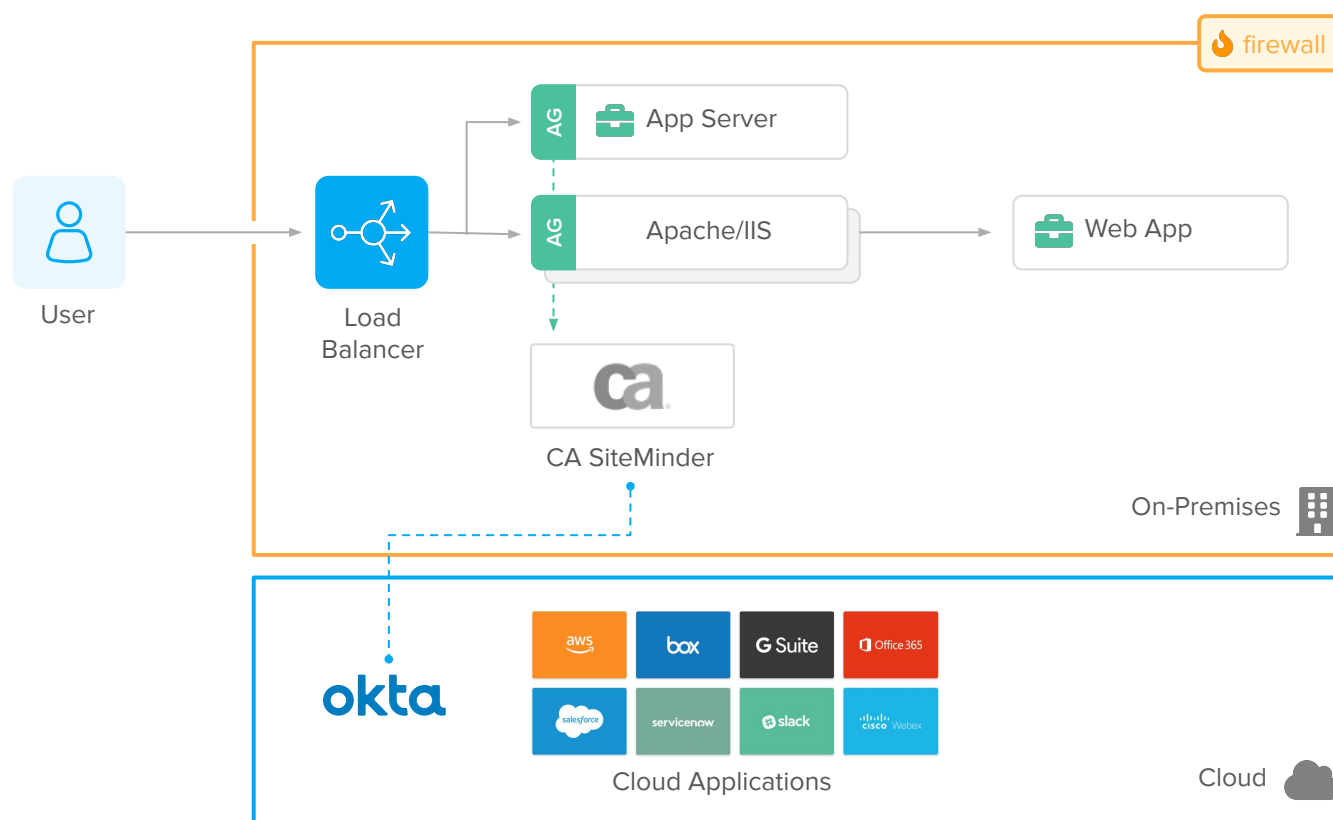 firewall
AG
App Server
AG
Apache/IIS
Web App
User
Load
Balancer
ca
CA SiteMinder
On-Premises
okta
aws
box
G Suite
Office 365
salesforce
servicenow
slack
cisco Webex
Cloud Applications
Cloud